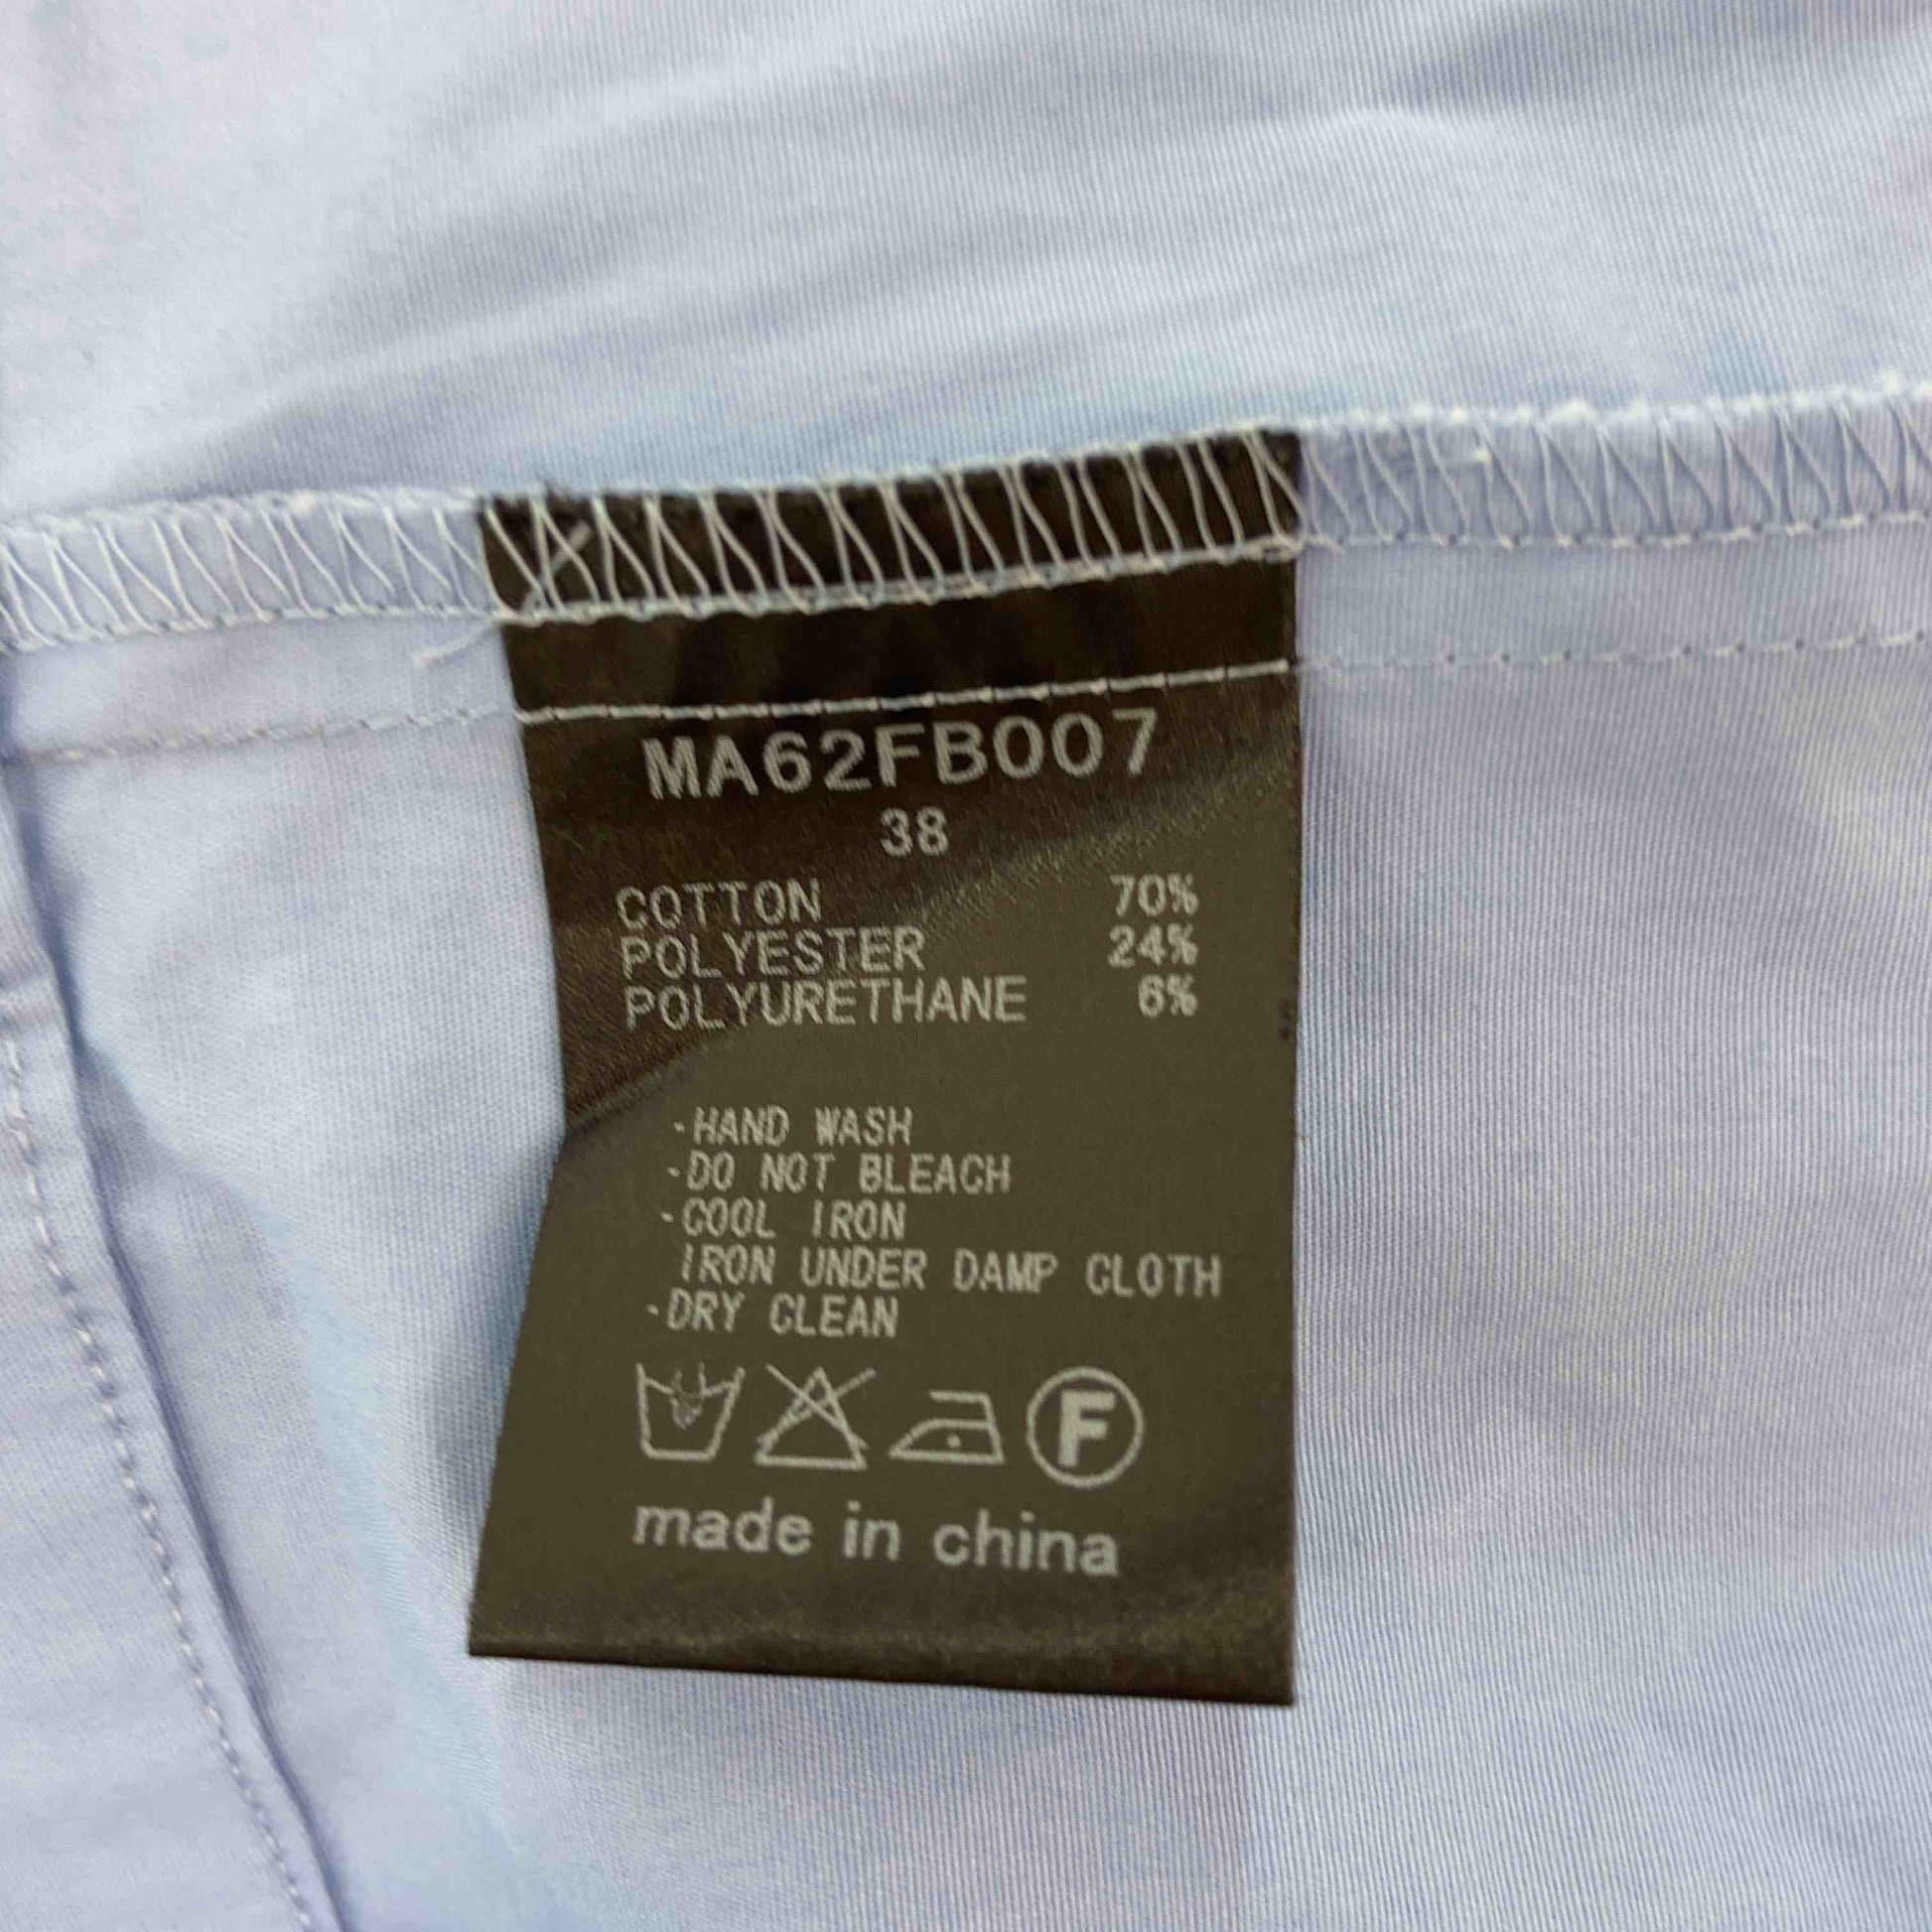 MA62FB007
38
COTTON 70%
POLYESTER 24%
POLYURETHANE 6%
-HAND WASH
-DO NOT BLEACH
-COOL IRON
IRON UNDER DAMP CLOTH
-DRY CLEAN
F
made in china